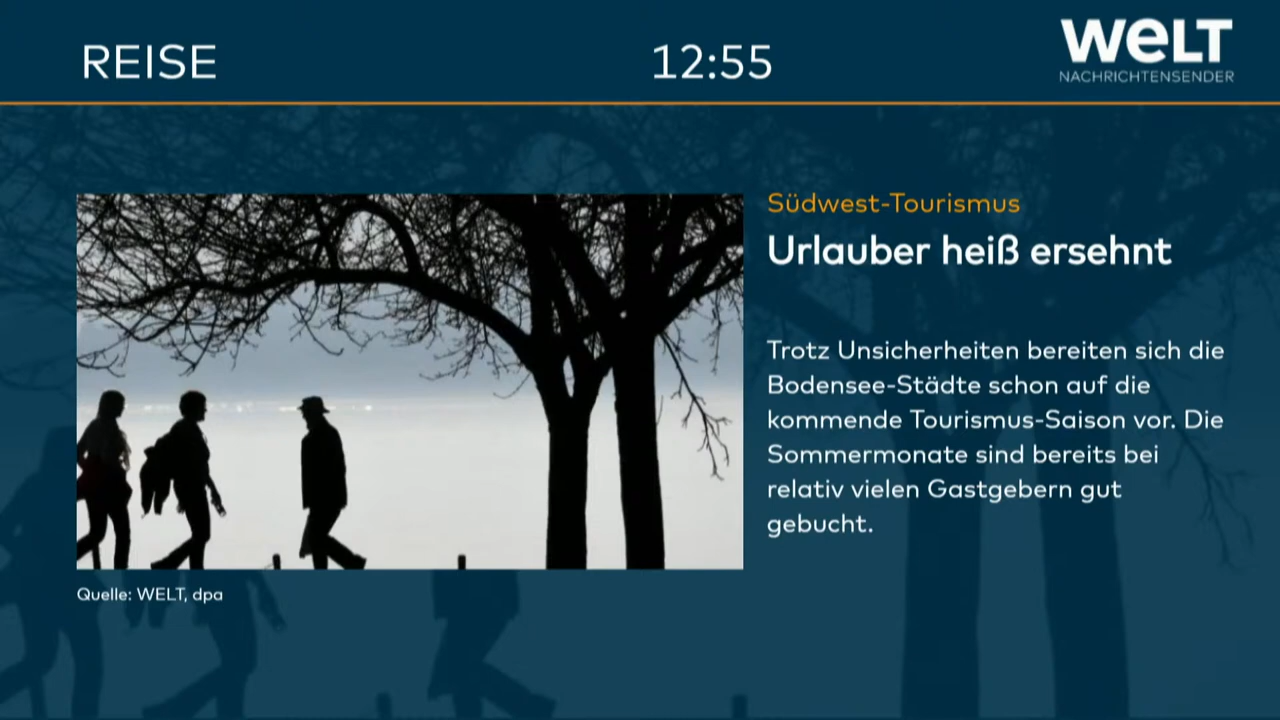 REISE
12:55
WELT
NACHRICHTENSENDER
Südwest-Tourismus
Urlauber heiß ersehnt
Trotz Unsicherheiten bereiten sich die
Bodensee-Städte schon auf die
kommende Tourismus-Saison vor. Die
Sommermonate sind bereits bei
relativ vielen Gastgebern gut
gebucht.
Quelle: WELT, dpa